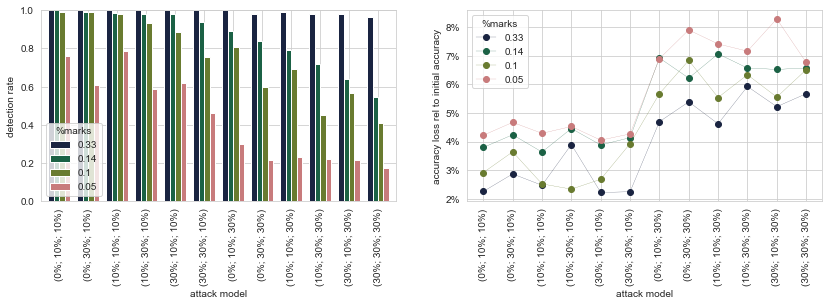 detection rate
1.0
0.8
0.6
0.4
0.2
0.0
%marks
0.33
0.14
0.1
0.05
(0%; 10%; 10%)
(0%; 30%; 10%)
(10%; 10%; 10%)
(10%; 30%; 10%)
(30%; 10%; 10%)
(30%; 30%; 10%)
(0%; 10%; 30%)
(0%; 30%; 30%)
(10%; 10%; 30%)
(10%; 30%; 30%)
(30%; 10%; 30%)
(30%; 30%; 30%)
attack model
accuracy loss rel to initial accuracy
8%
7%
6%
5%
4%
3%
2%
%marks
0.33
0.14
0.1
0.05
(0%; 10%; 10%)
(0%; 30%; 10%)
(10%; 10%; 10%)
(10%; 30%; 10%)
(30%; 10%; 10%)
(30%; 30%; 10%)
(0%; 10%; 30%)
(0%; 30%; 30%)
(10%; 10%; 30%)
(10%; 30%; 30%)
(30%; 10%; 30%)
(30%; 30%; 30%)
attack model